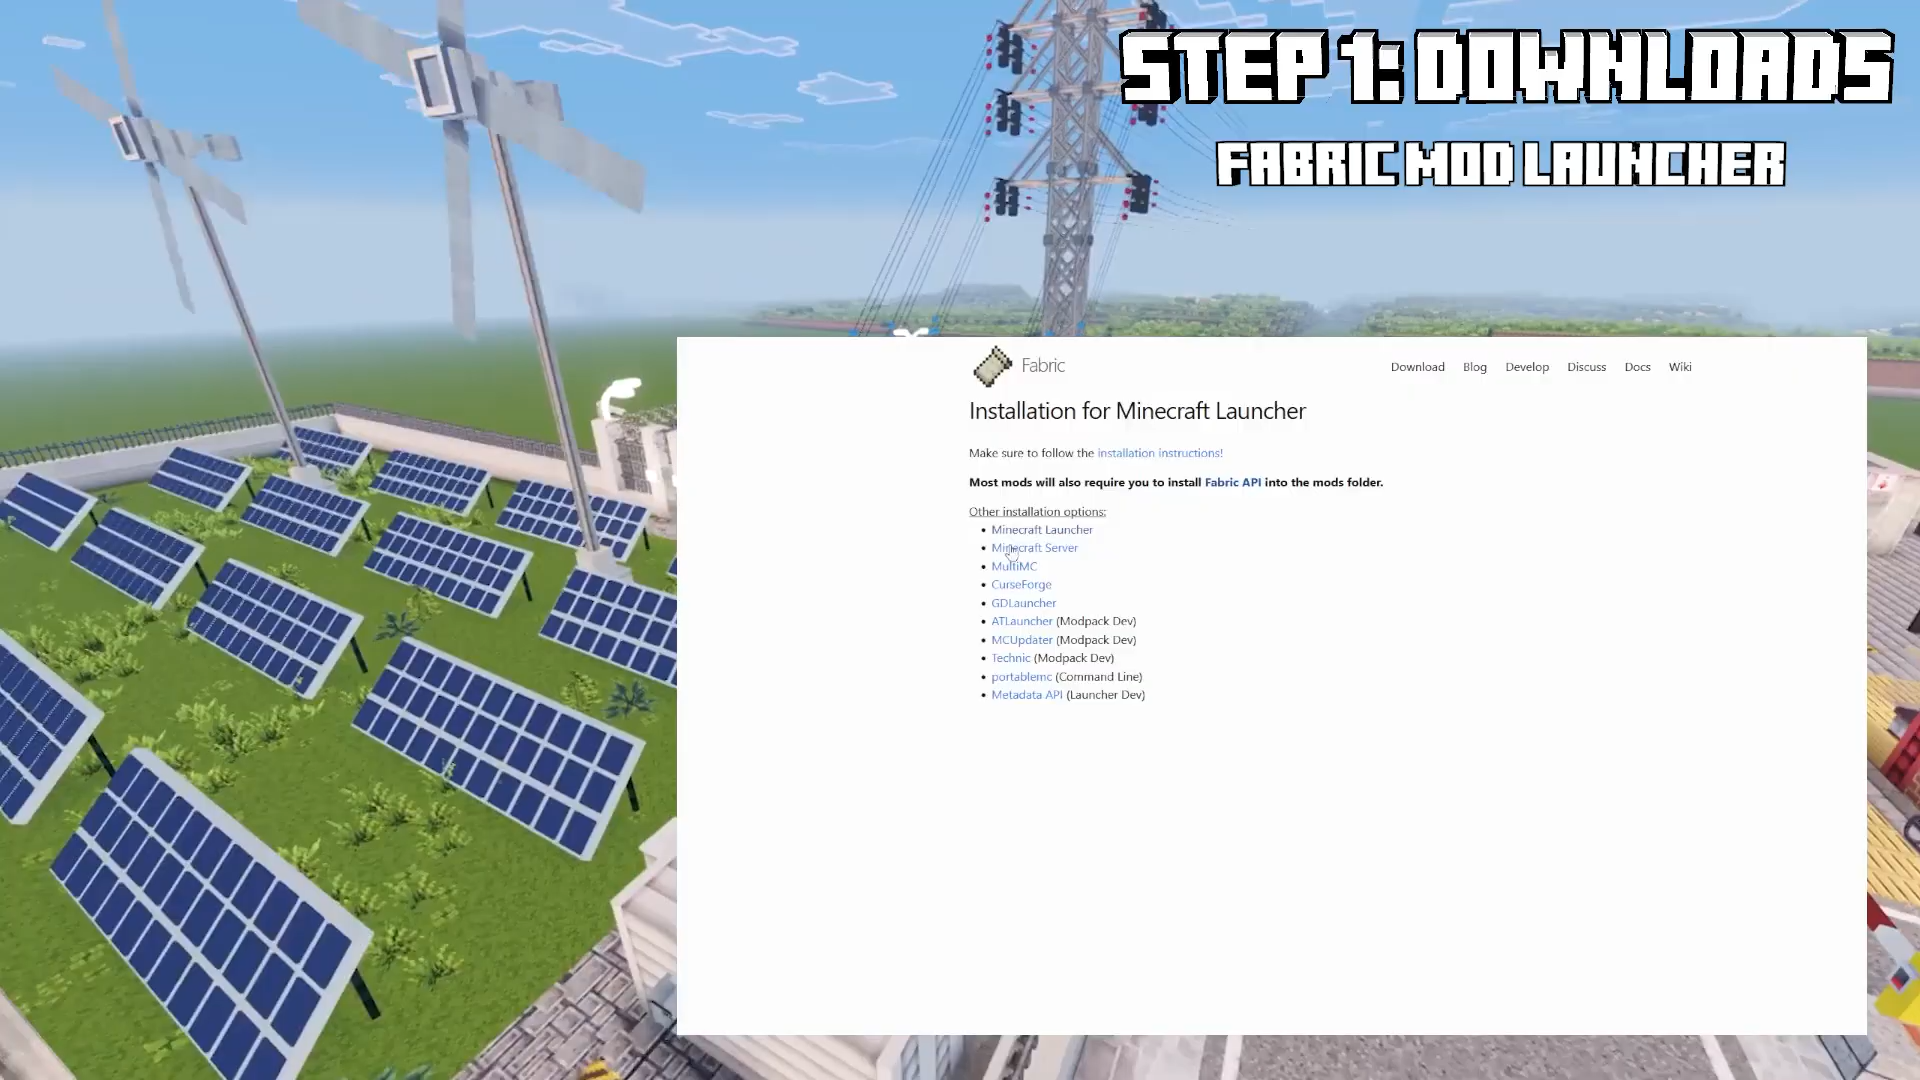 STEP 1: DOWNLOADS
FABRIC MOD LAUNCHER
Fabric
Download Blog Develop Discuss Docs Wiki
Installation for Minecraft Launcher
Make sure to follow the installation instructions!
Most mods will also require you to install Fabric API into the mods folder.
Other installation options:
Minecraft Launcher
Minecraft Server
MultiMC
CurseForge
GDLauncher
ATLauncher (Modpack Dev)
MCUpdater (Modpack Dev)
Technic (Modpack Dev)
portablemc (Command Line)
Metadata API (Launcher Dev)